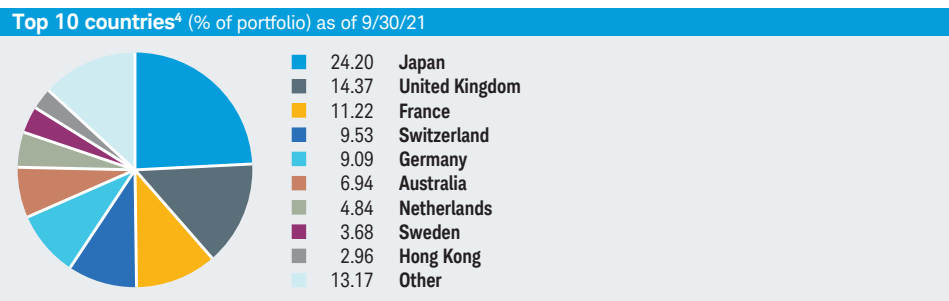 Top 10 countries⁴ (% of portfolio) as of 9/30/21
24.20 Japan
14.37 United Kingdom
11.22 France
9.53 Switzerland
9.09 Germany
6.94 Australia
4.84 Netherlands
3.68 Sweden
2.96 Hong Kong
13.17 Other